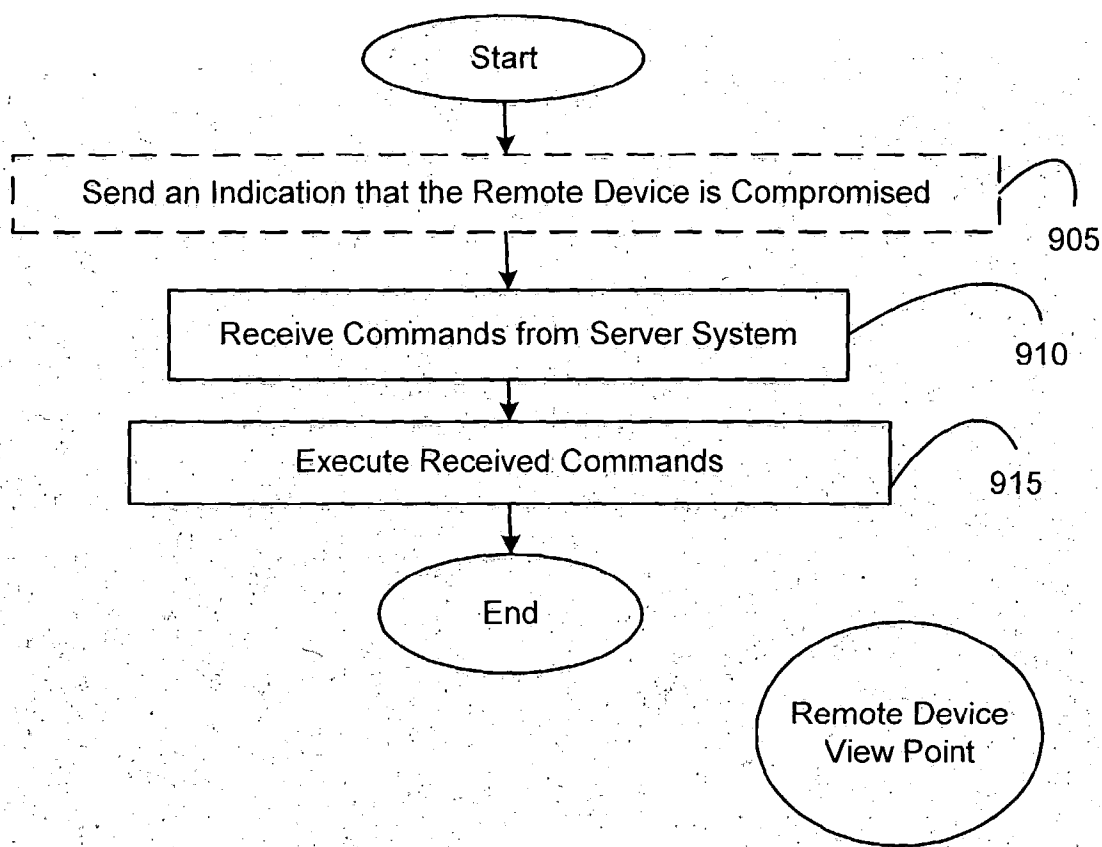 Start
Send an Indication that the Remote Device is Compromised
905
Receive Commands from Server System
910
Execute Received Commands
915
End
Remote Device
View Point